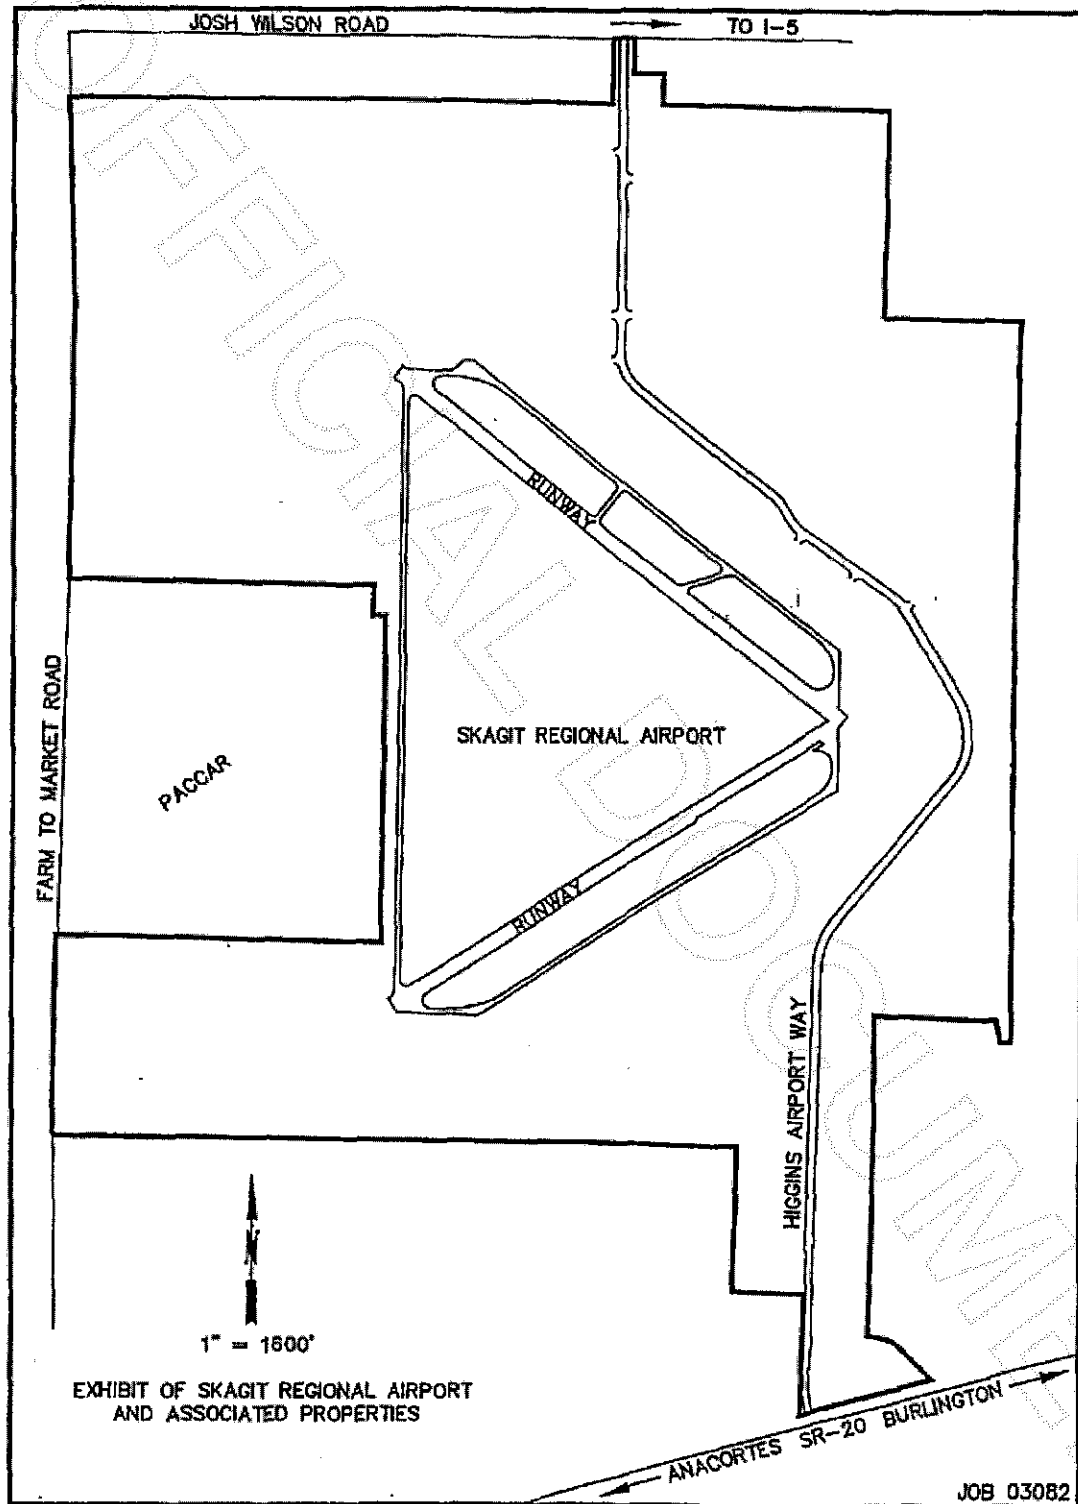 JOSH WILSON ROAD
TO I-5
RUNWAY
SKAGIT REGIONAL AIRPORT
FARM TO MARKET ROAD
PACCAR
RUNWAY
HIGGINS AIRPORT WAY
N
1" = 1600'
EXHIBIT OF SKAGIT REGIONAL AIRPORT
AND ASSOCIATED PROPERTIES
ANACORTES SR-20 BURLINGTON
JOB 03082
OFFICIAL DOCUME